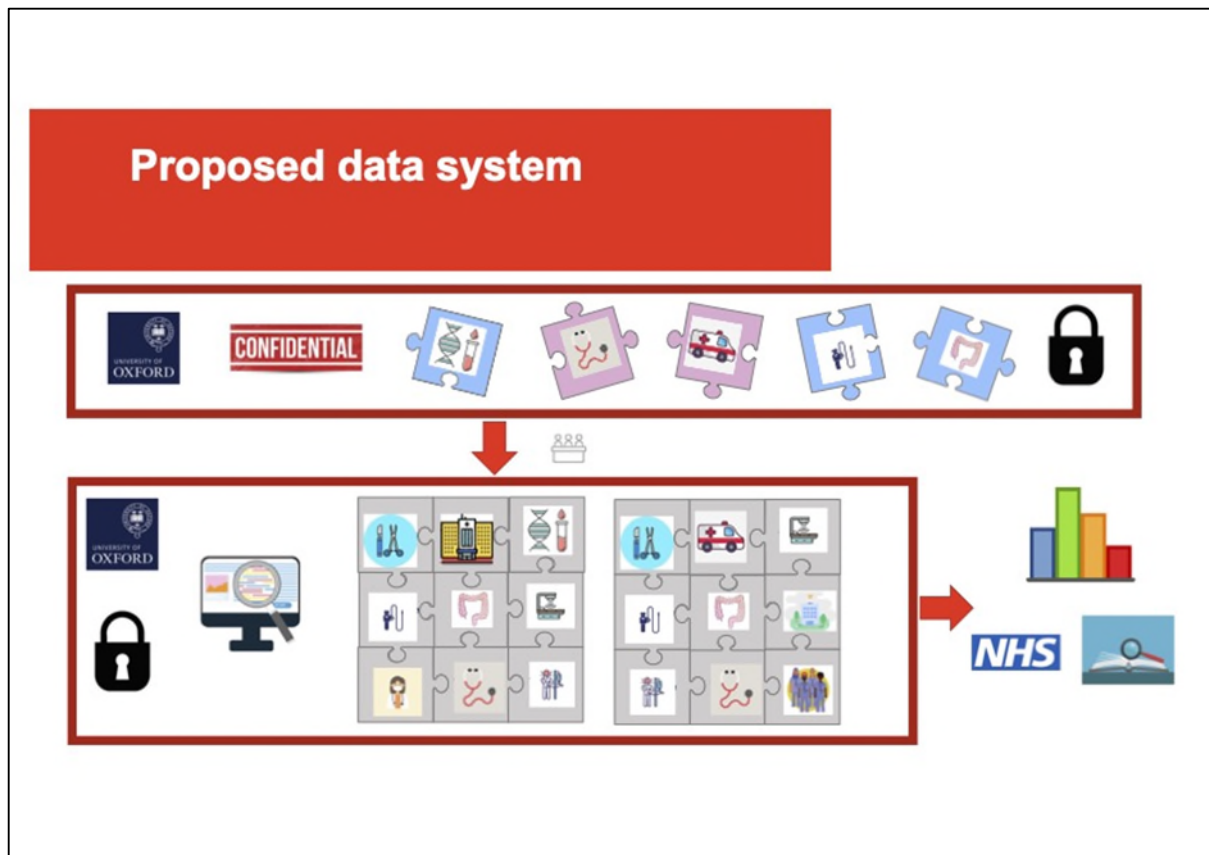 Proposed data system
UNIVERSITY OF
OXFORD
CONFIDENTIAL
UNIVERSITY OF
OXFORD
NHS